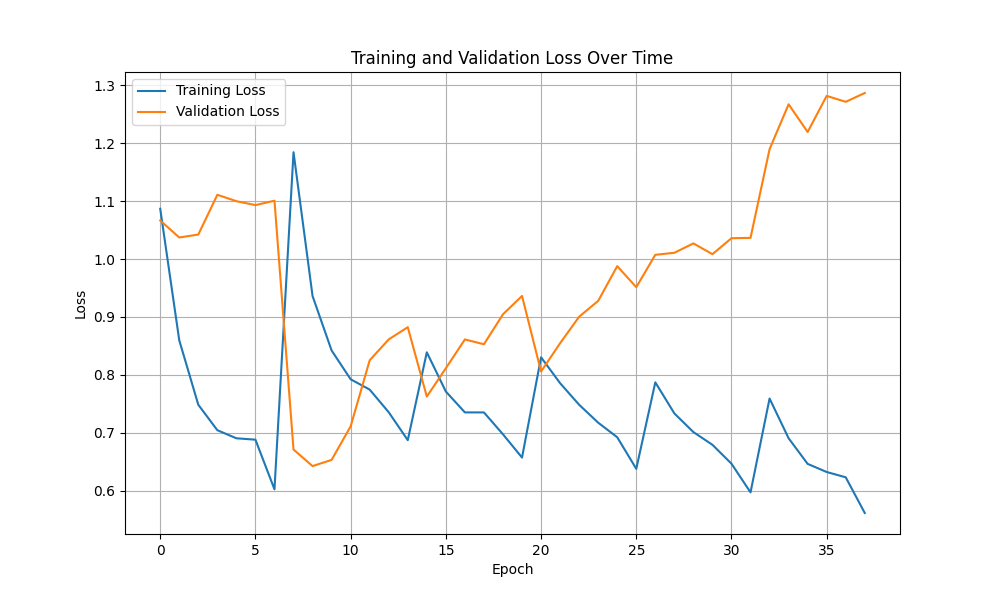 Training and Validation Loss Over Time
Training Loss
Validation Loss
1.3
1.2
1.1
1.0
0.9
0.8
0.7
0.6
Loss
0 5 10 15 20 25 30 35
Epoch